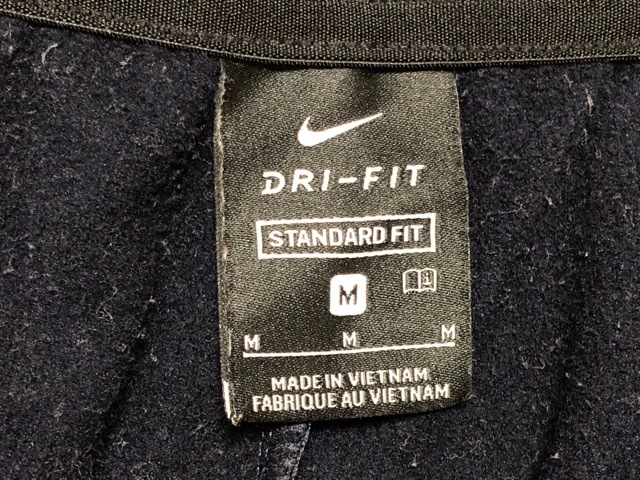 DRI-FIT
STANDARD FIT
M
M M M
MADE IN VIETNAM
FABRIQUE AU VIETNAM